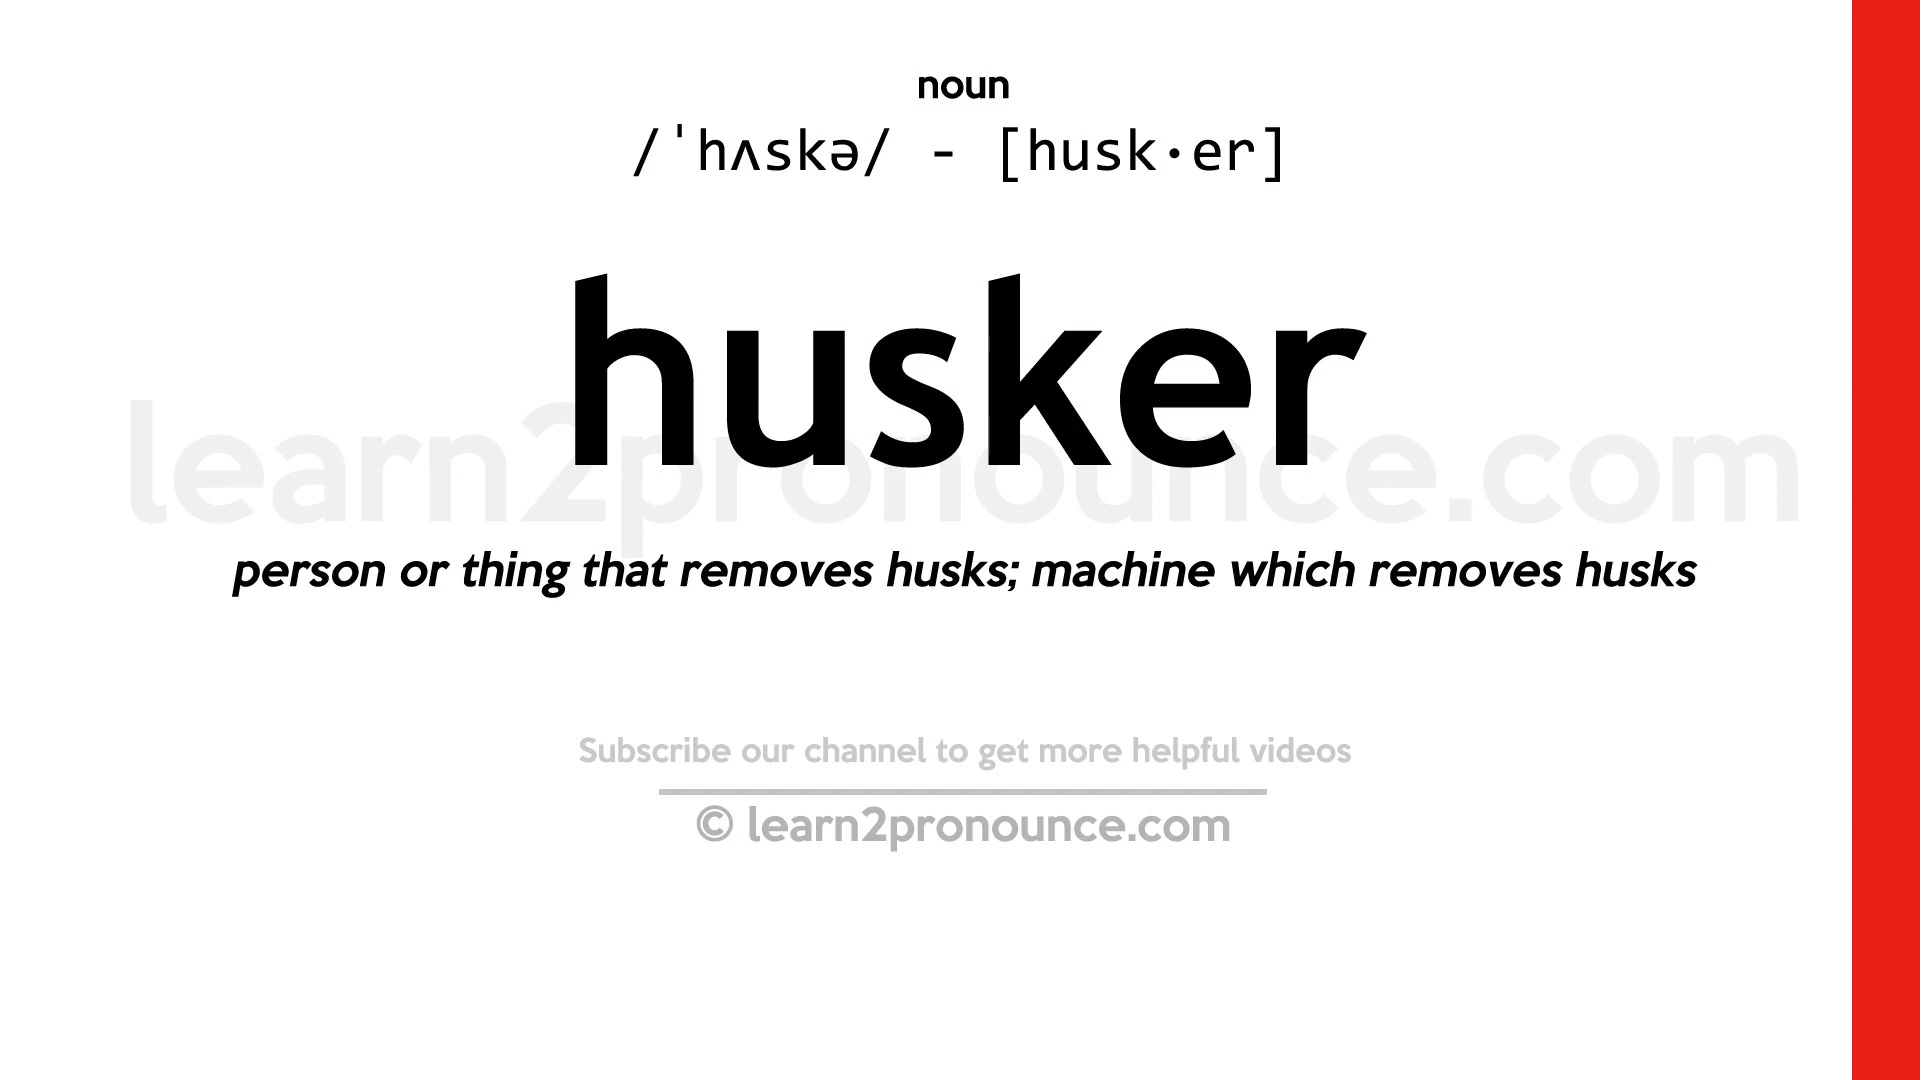 noun
/ˈhʌskə/ - [husk·er]
husker
learn2pronounce.com
person or thing that removes husks; machine which removes husks
Subscribe our channel to get more helpful videos
© learn2pronounce.com